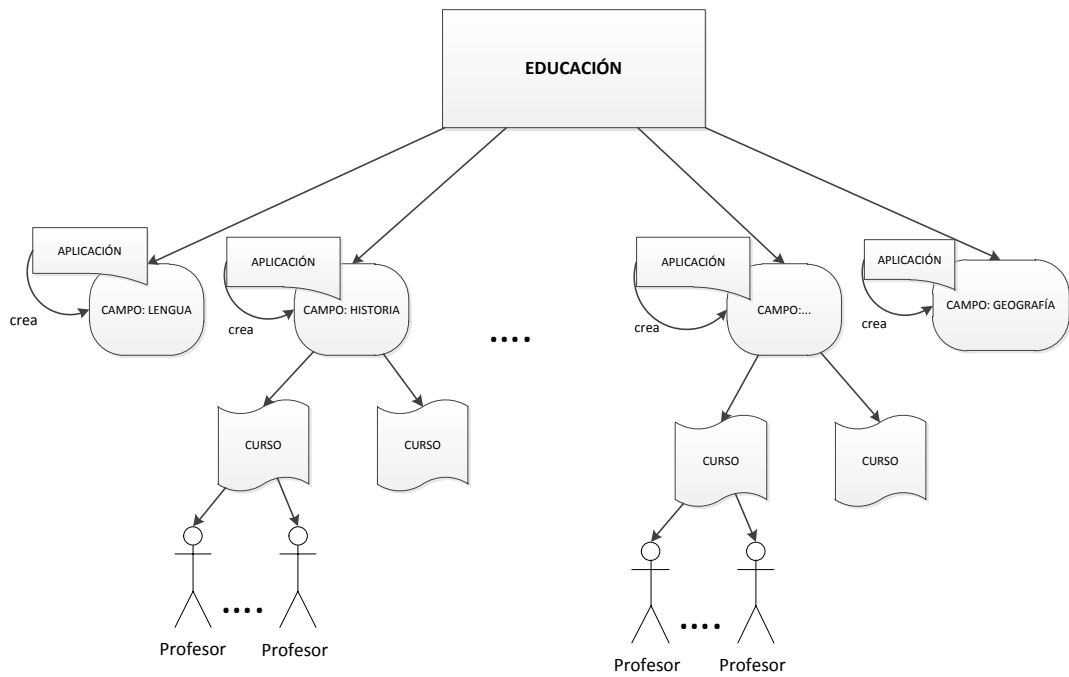 EDUCACIÓN
APLICACIÓN
APLICACIÓN
APLICACIÓN
APLICACIÓN
CAMPO: LENGUA
CAMPO: HISTORIA
CAMPO:...
CAMPO: GEOGRAFÍA
crea
crea
crea
crea
....
CURSO
CURSO
CURSO
CURSO
....
....
Profesor
Profesor
Profesor
Profesor